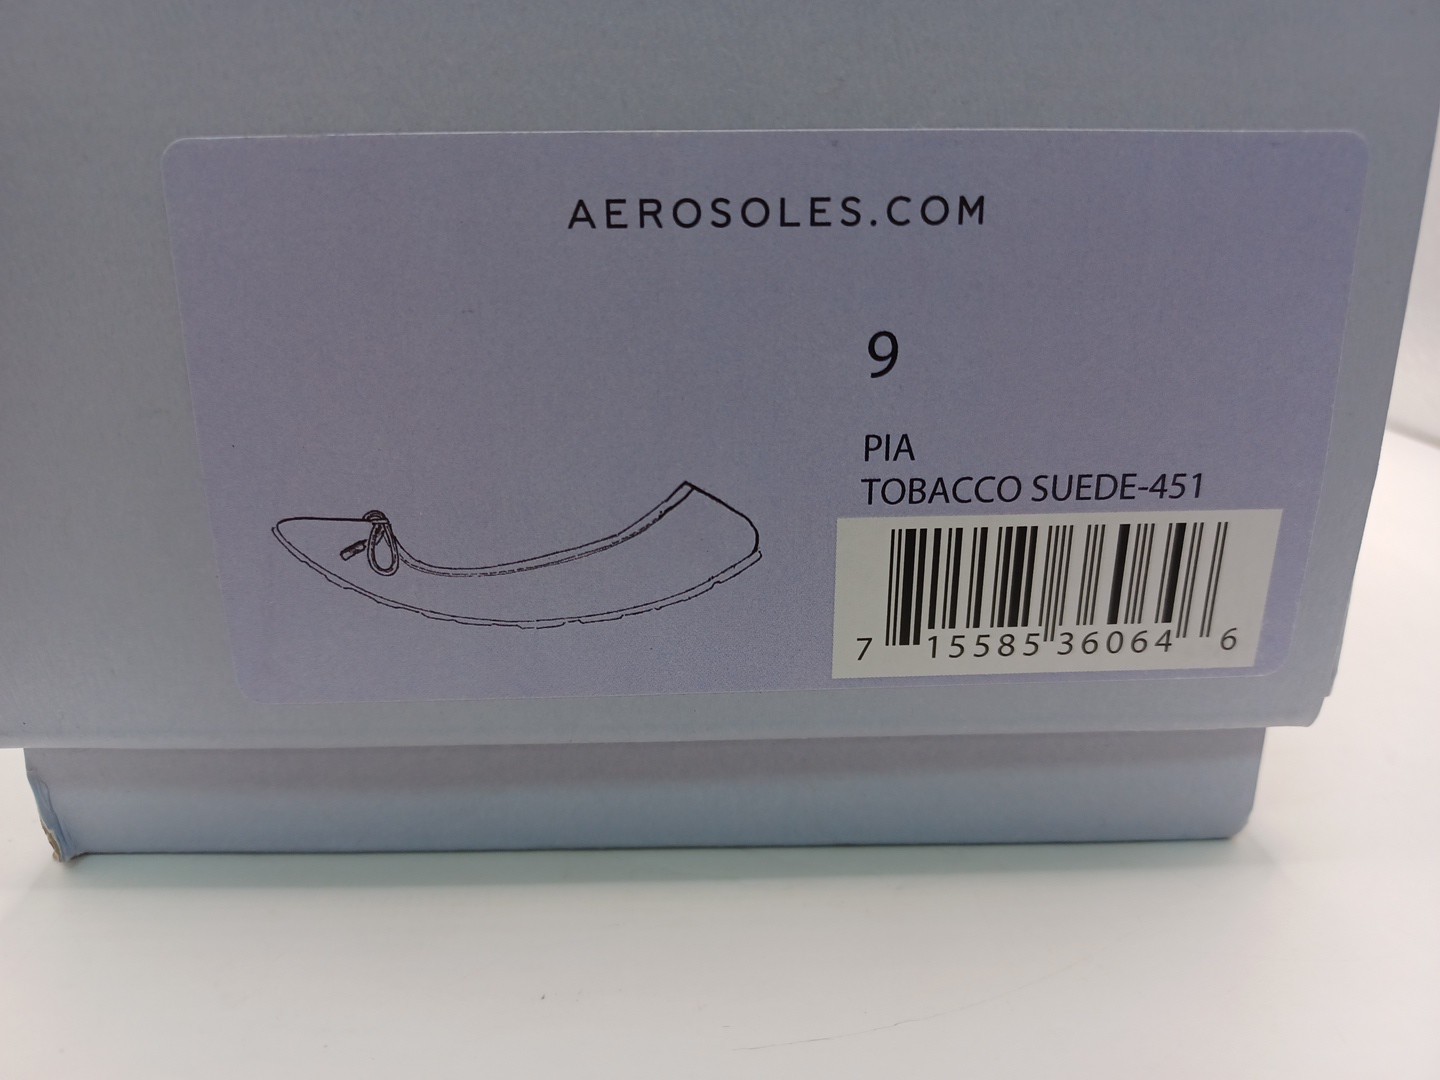 AEROSOLES.COM
9
PIA
TOBACCO SUEDE-451
7 15585 36064 6